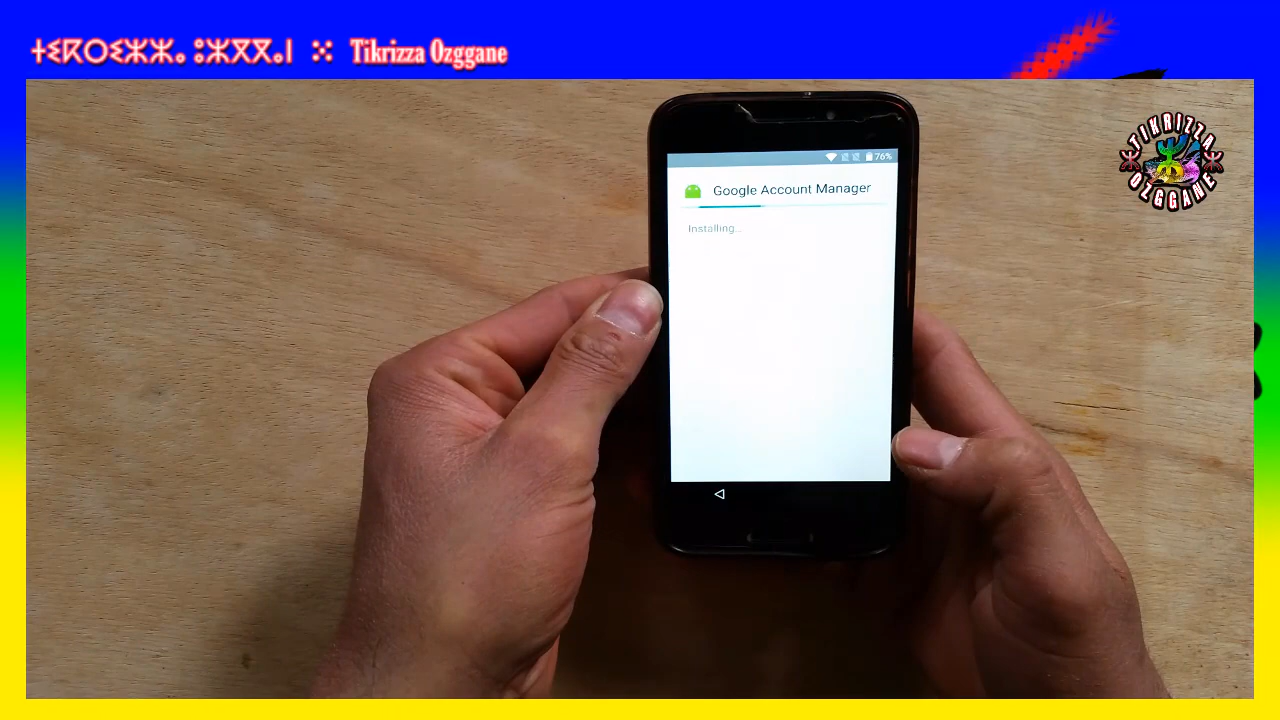 ⵜⵉⴽⵔⵉⵣⵣⴰ ⵓⵣⴳⴳⴰⵏ ⁙ Tikrizza Ozggane
TIKRIZZA
ⵣ ⵣ
OZGGANE
76%
Google Account Manager
Installing...